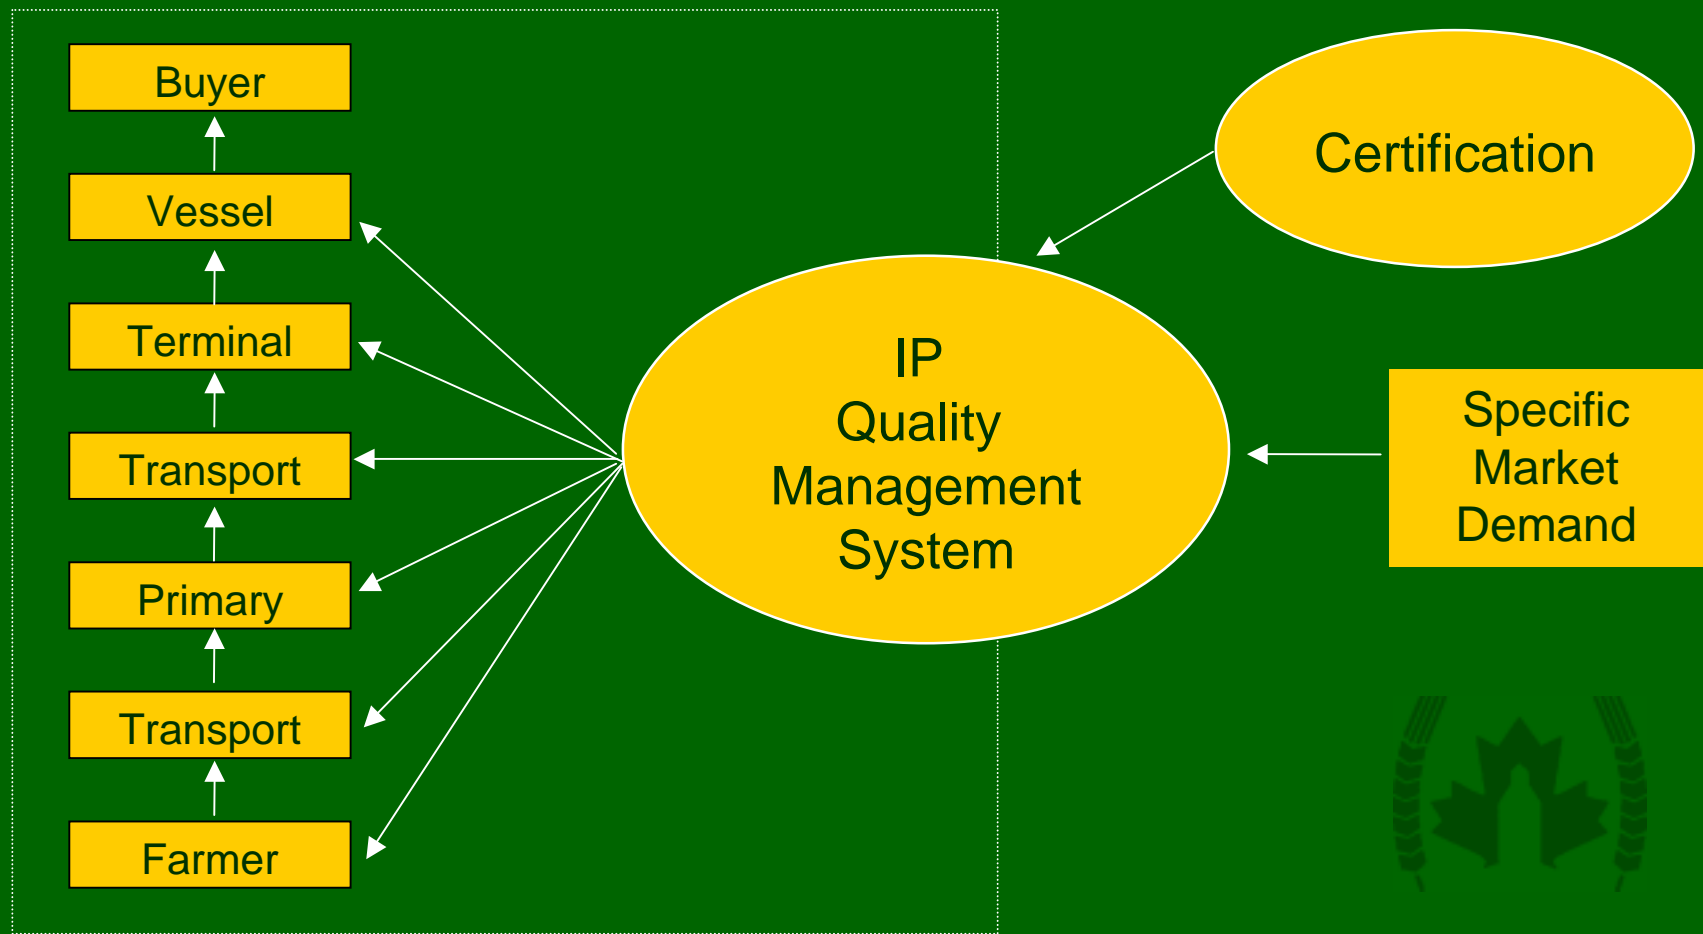 Buyer
Vessel
Terminal
Transport
Primary
Transport
Farmer
IP
Quality
Management
System
Certification
Specific
Market
Demand